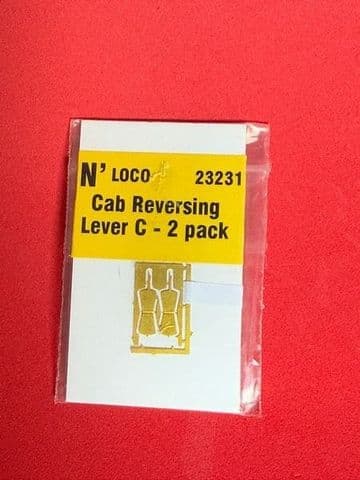 N' LOCO 23231
Cab Reversing
Lever C - 2 pack